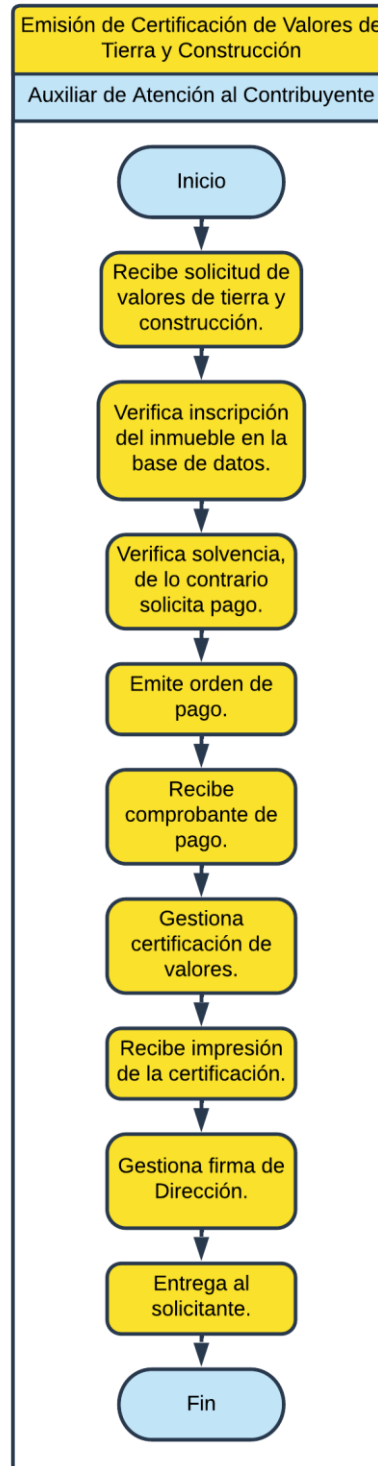 Emisión de Certificación de Valores de
Tierra y Construcción
Auxiliar de Atención al Contribuyente
Inicio
Recibe solicitud de
valores de tierra y
construcción.
Verifica inscripción
del inmueble en la
base de datos.
Verifica solvencia,
de lo contrario
solicita pago.
Emite orden de
pago.
Recibe
comprobante de
pago.
Gestiona
certificación de
valores.
Recibe impresión
de la certificación.
Gestiona firma de
Dirección.
Entrega al
solicitante.
Fin